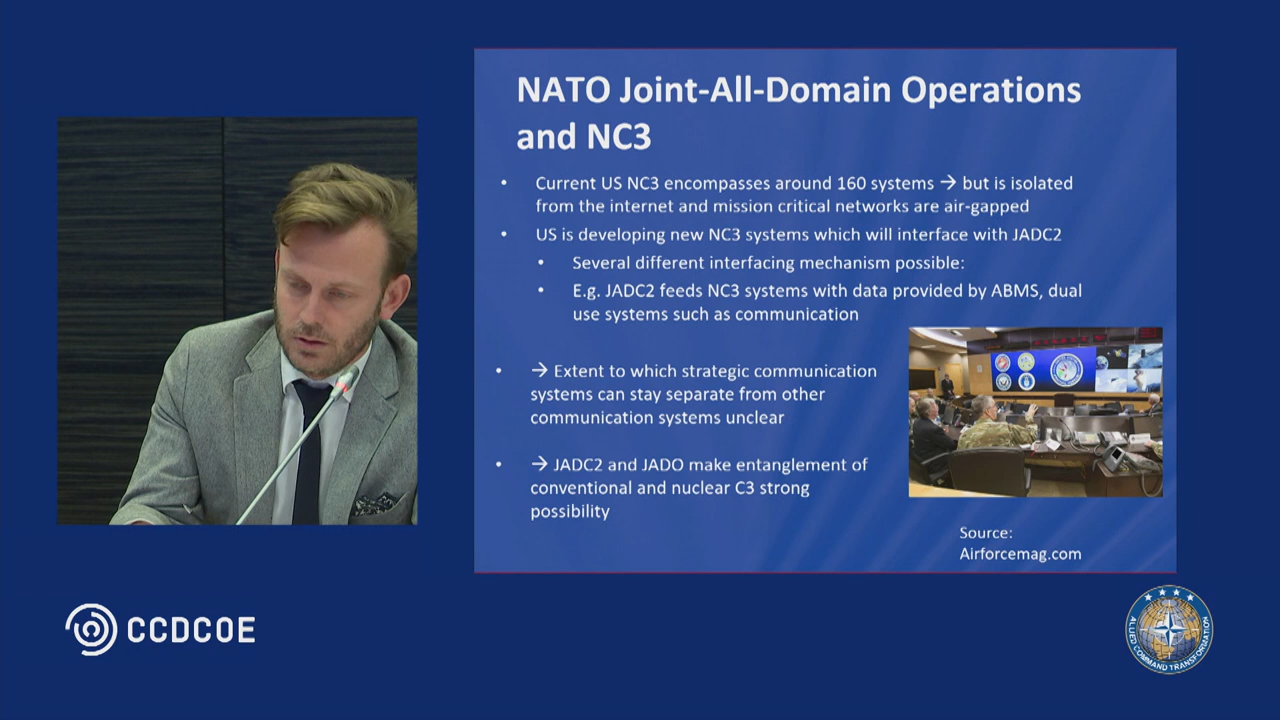 NATO Joint-All-Domain Operations
and NC3
• Current US NC3 encompasses around 160 systems → but is isolated
from the internet and mission critical networks are air-gapped
• US is developing new NC3 systems which will interface with JADC2
• Several different interfacing mechanism possible:
• E.g. JADC2 feeds NC3 systems with data provided by ABMS, dual
use systems such as communication
• → Extent to which strategic communication
systems can stay separate from other
communication systems unclear
• → JADC2 and JADO make entanglement of
conventional and nuclear C3 strong
possibility
Source:
Airforcemag.com
CCDCOE
ALLIED COMMAND TRANSFORMATION